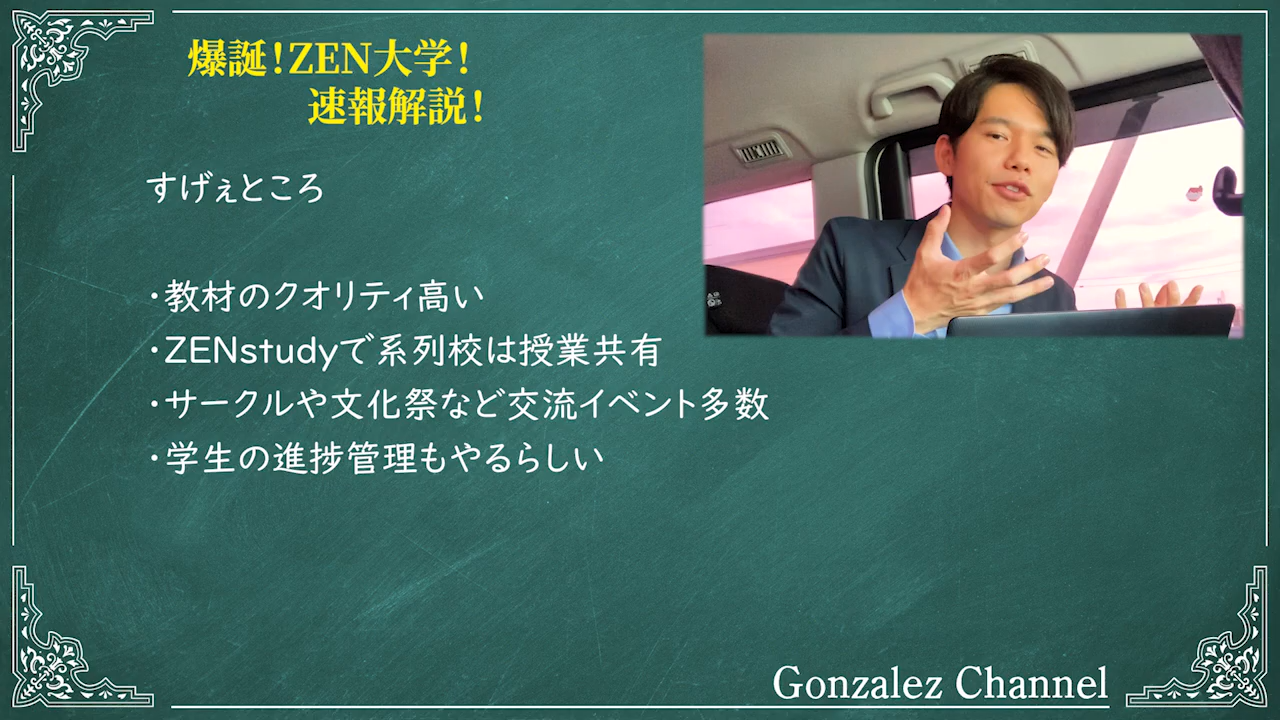 爆誕！ZEN大学！
速報解説！
すげぇところ
・教材のクオリティ高い
・ZENstudyで系列校は授業共有
・サークルや文化祭など交流イベント多数
・学生の進捗管理もやるらしい
Gonzalez Channel